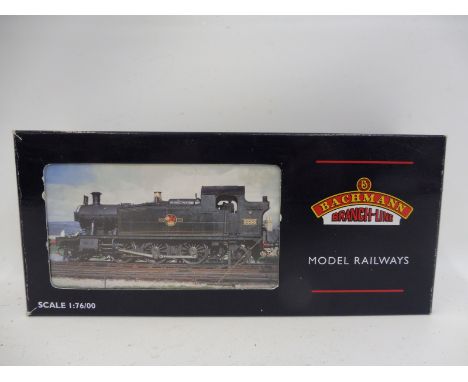 B
BACHMANN
BRANCH-LINE
MODEL RAILWAYS
SCALE 1:76/00